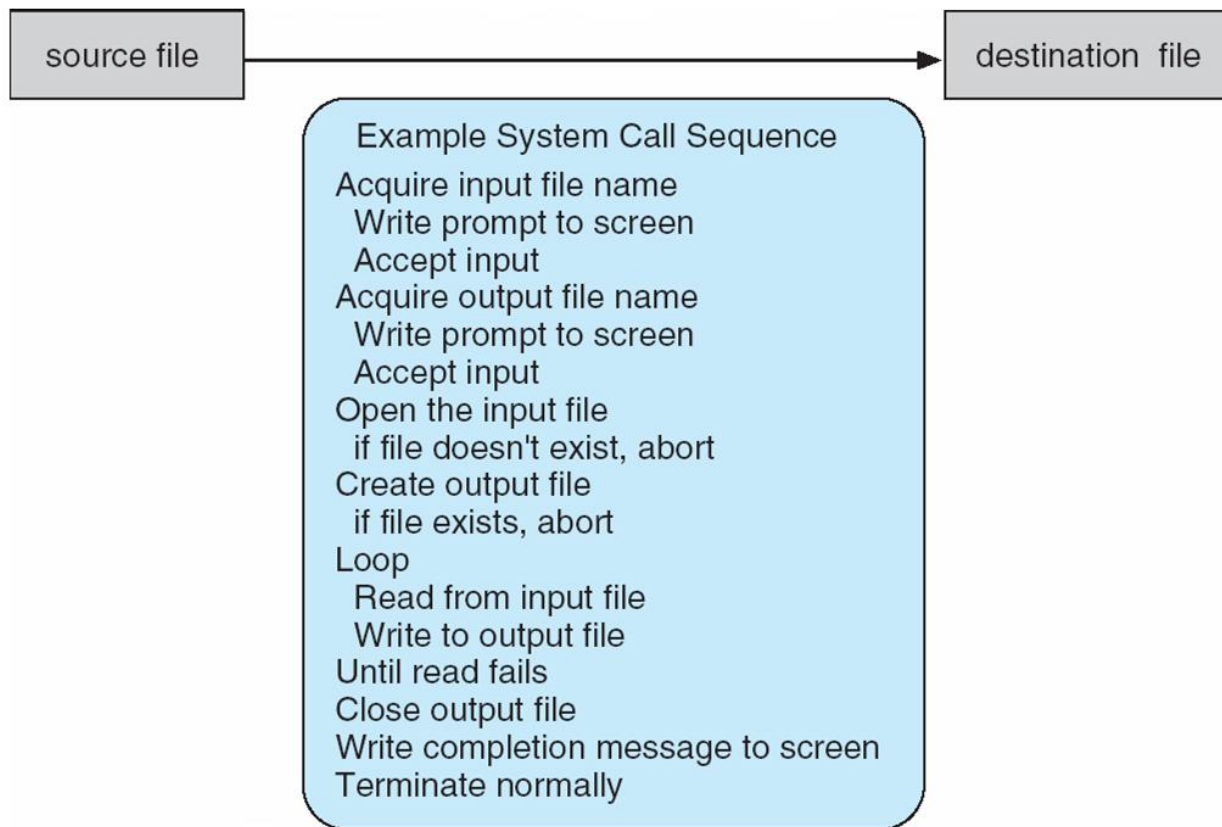 source file
destination file
Example System Call Sequence
Acquire input file name
Write prompt to screen
Accept input
Acquire output file name
Write prompt to screen
Accept input
Open the input file
if file doesn't exist, abort
Create output file
if file exists, abort
Loop
Read from input file
Write to output file
Until read fails
Close output file
Write completion message to screen
Terminate normally